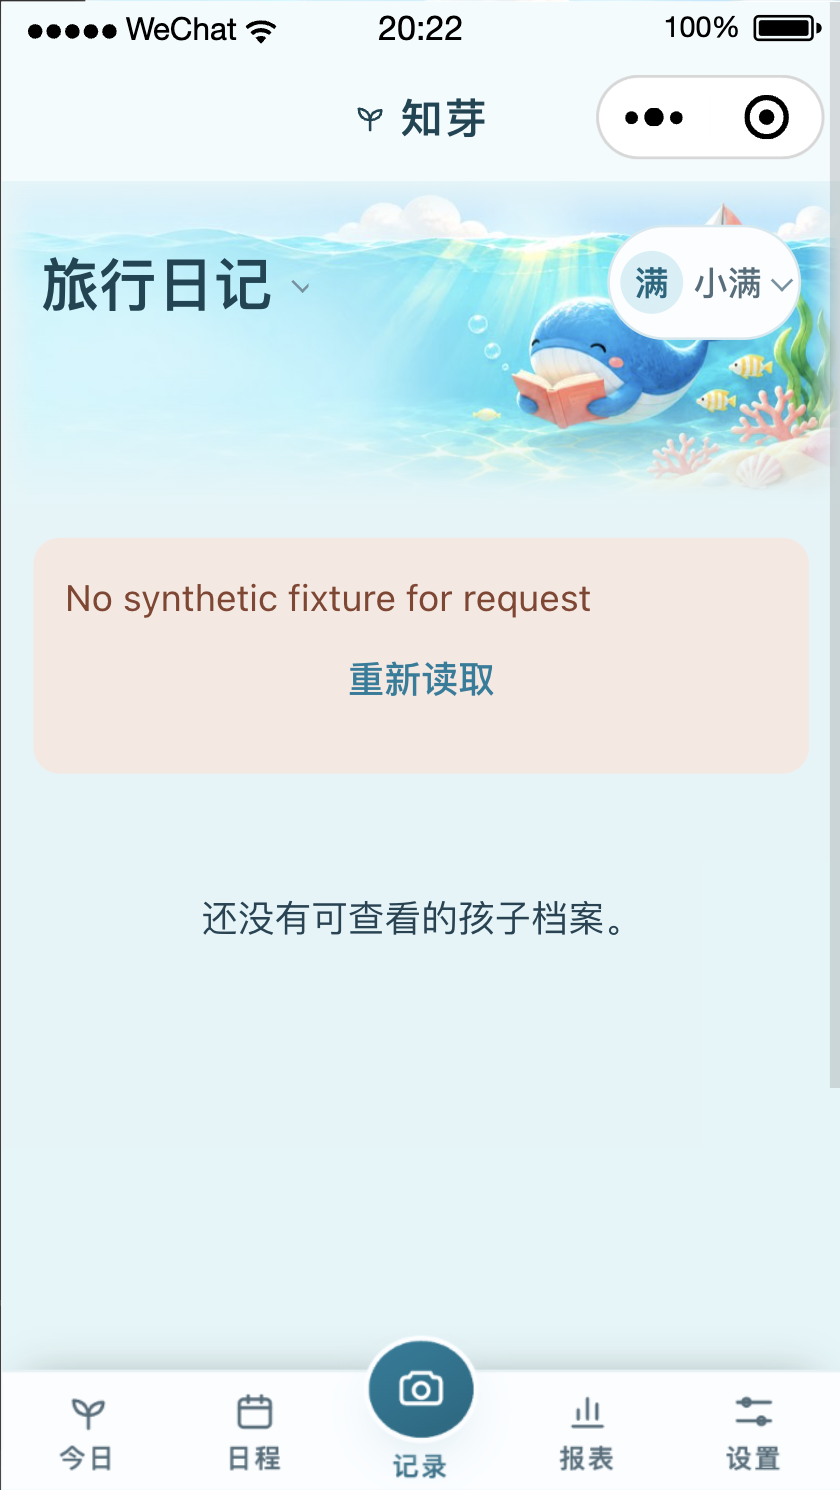 WeChat 20:22 100%
知芽
旅行日记
满 小满
No synthetic fixture for request
重新读取
还没有可查看的孩子档案。
今日 日程 记录 报表 设置